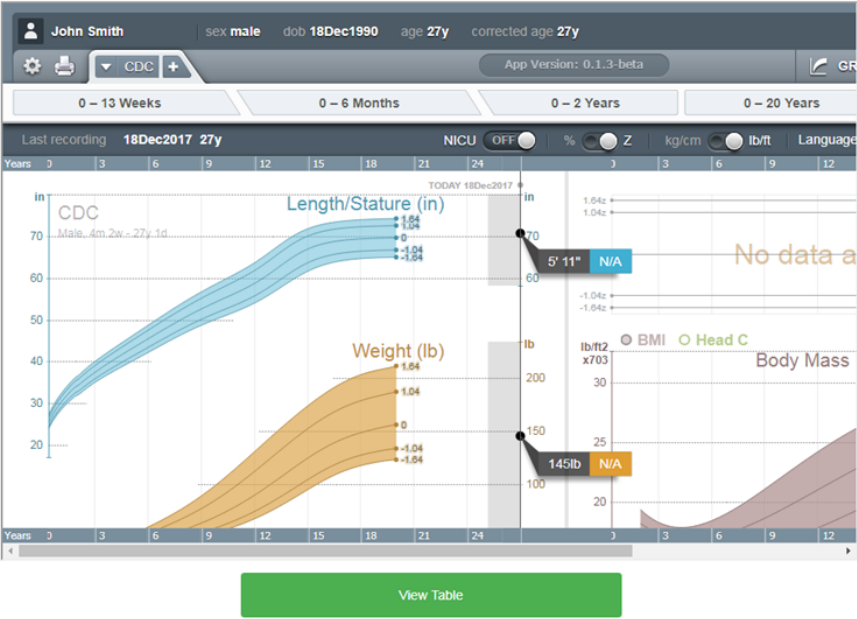 John Smith sex male dob 18Dec1990 age 27y corrected age 27y
CDC + App Version: 0.1.3-beta GR
0 – 13 Weeks 0 – 6 Months 0 – 2 Years 0 – 20 Years
Last recording 18Dec2017 27y NICU OFF % Z kg/cm lb/ft Language
Years 3 6 9 12 15 18 21 24 3 6 9 12
TODAY 18Dec2017
in Length/Stature (in) in
CDC
Male, 4m 2w - 27y 1d
1.64
1.04
0
-1.04
-1.64
70
60
50
40
30
20
70
60
5' 11" N/A
1.64z
1.04z
No data a
-1.04z
-1.64z
Weight (lb) lb
1.64
1.04
0
-1.04
-1.64
200
150
100
145lb N/A
lb/ft2
x703
BMI Head C
Body Mass
30
25
20
Years 0 3 6 9 12 15 18 21 24 3 6 9 12
View Table